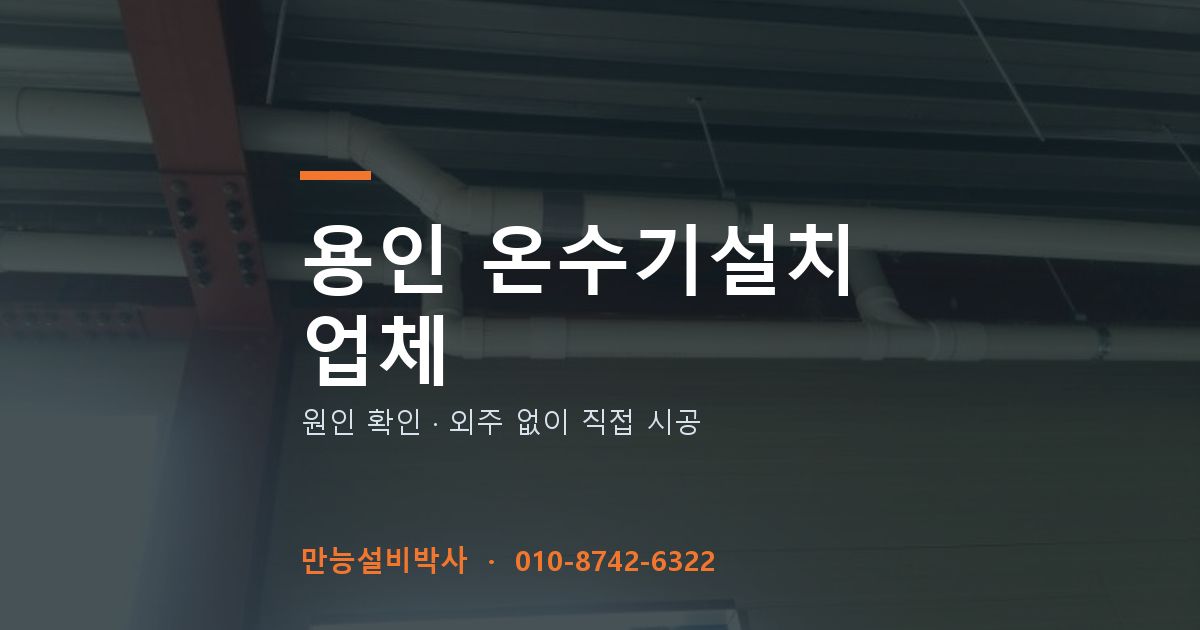 용인 온수기설치
업체
원인 확인 · 외주 없이 직접 시공
만능설비박사 · 010-8742-6322